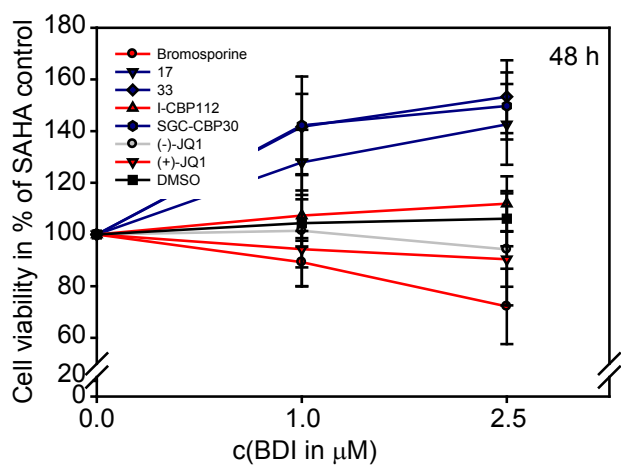 180
160
140
120
100
80
60
20
0
Cell viability in % of SAHA control
Bromosporine
17
33
I-CBP112
SGC-CBP30
(-)-JQ1
(+)-JQ1
DMSO
48 h
0.0
1.0
2.5
c(BDI in μM)